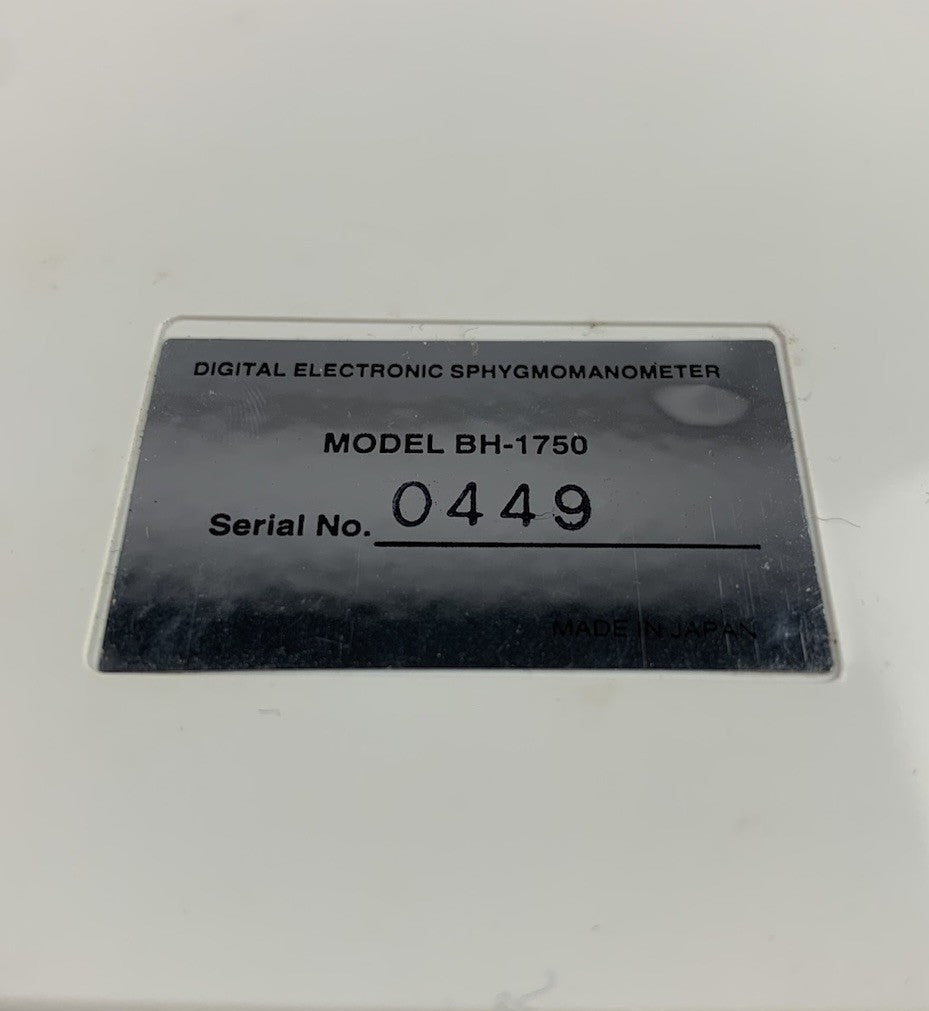 DIGITAL ELECTRONIC SPHYGMOMANOMETER
MODEL BH-1750
Serial No. 0449
MADE IN JAPAN